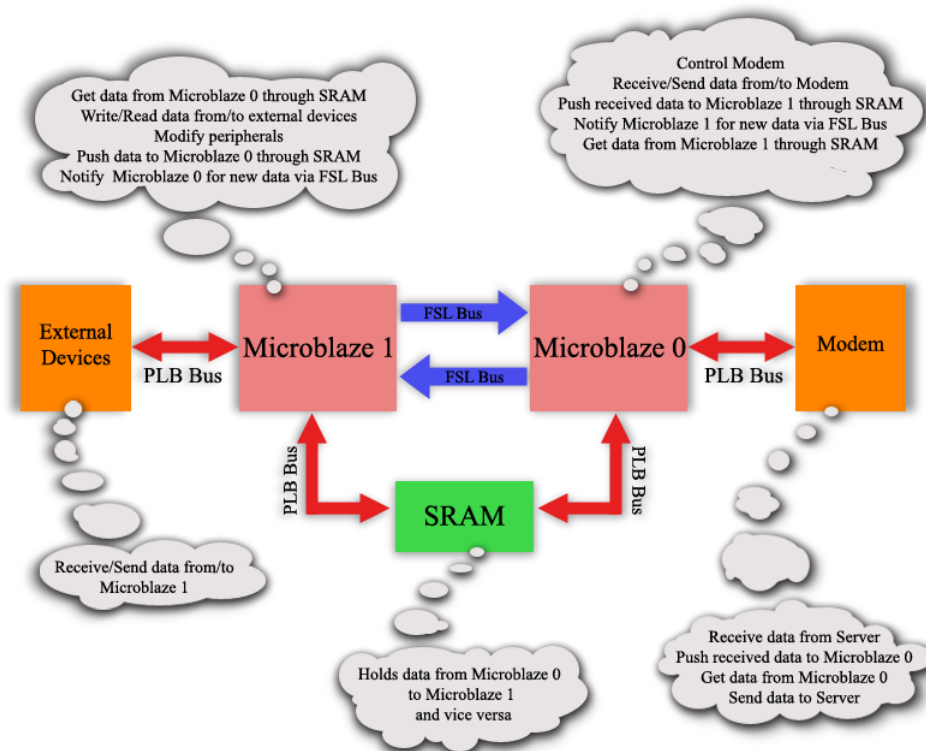 Get data from Microblaze 0 through SRAM
Write/Read data from/to external devices
Modify peripherals
Push data to Microblaze 0 through SRAM
Notify Microblaze 0 for new data via FSL Bus
Control Modem
Receive/Send data from/to Modem
Push received data to Microblaze 1 through SRAM
Notify Microblaze 1 for new data via FSL Bus
Get data from Microblaze 1 through SRAM
External
Devices
PLB Bus
Microblaze 1
FSL Bus
FSL Bus
Microblaze 0
PLB Bus
Modem
PLB Bus
SRAM
PLB Bus
Receive/Send data from/to
Microblaze 1
Holds data from Microblaze 0
to Microblaze 1
and vice versa
Receive data from Server
Push received data to Microblaze 0
Get data from Microblaze 0
Send data to Server